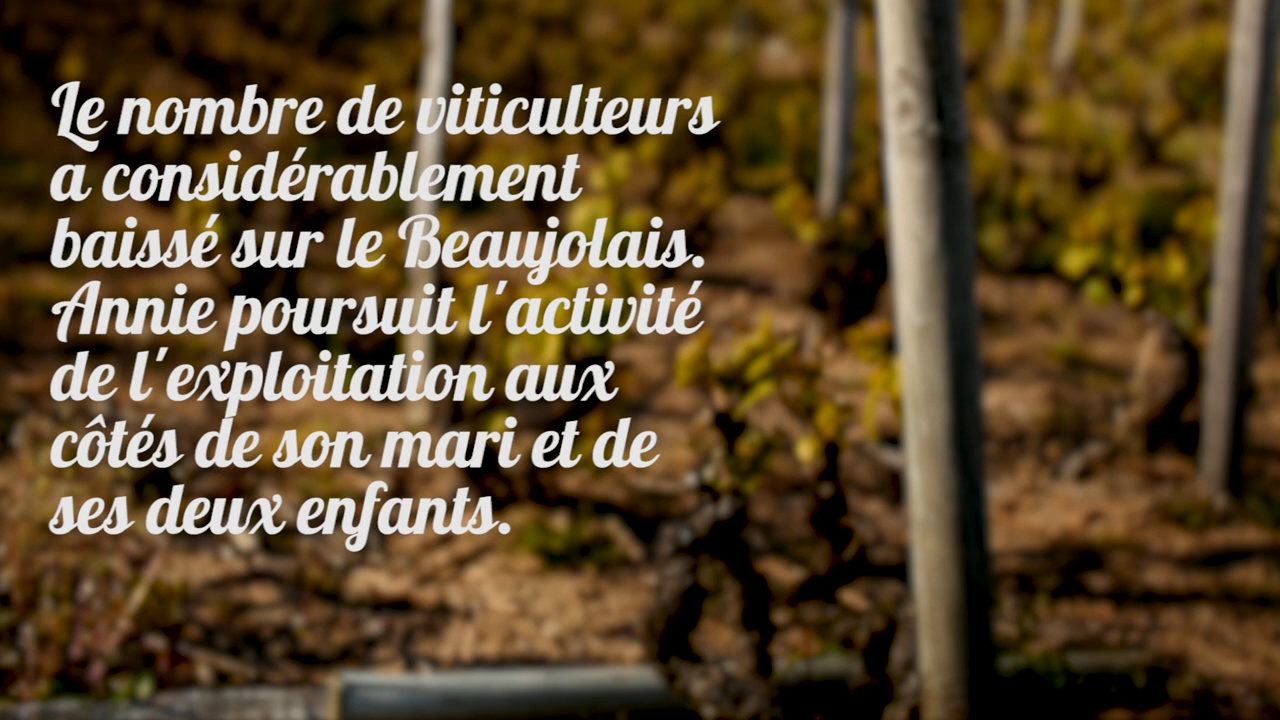 Le nombre de viticulteurs
a considérablement
baissé sur le Beaujolais.
Annie poursuit l'activité
de l'exploitation aux
côtés de son mari et de
ses deux enfants.